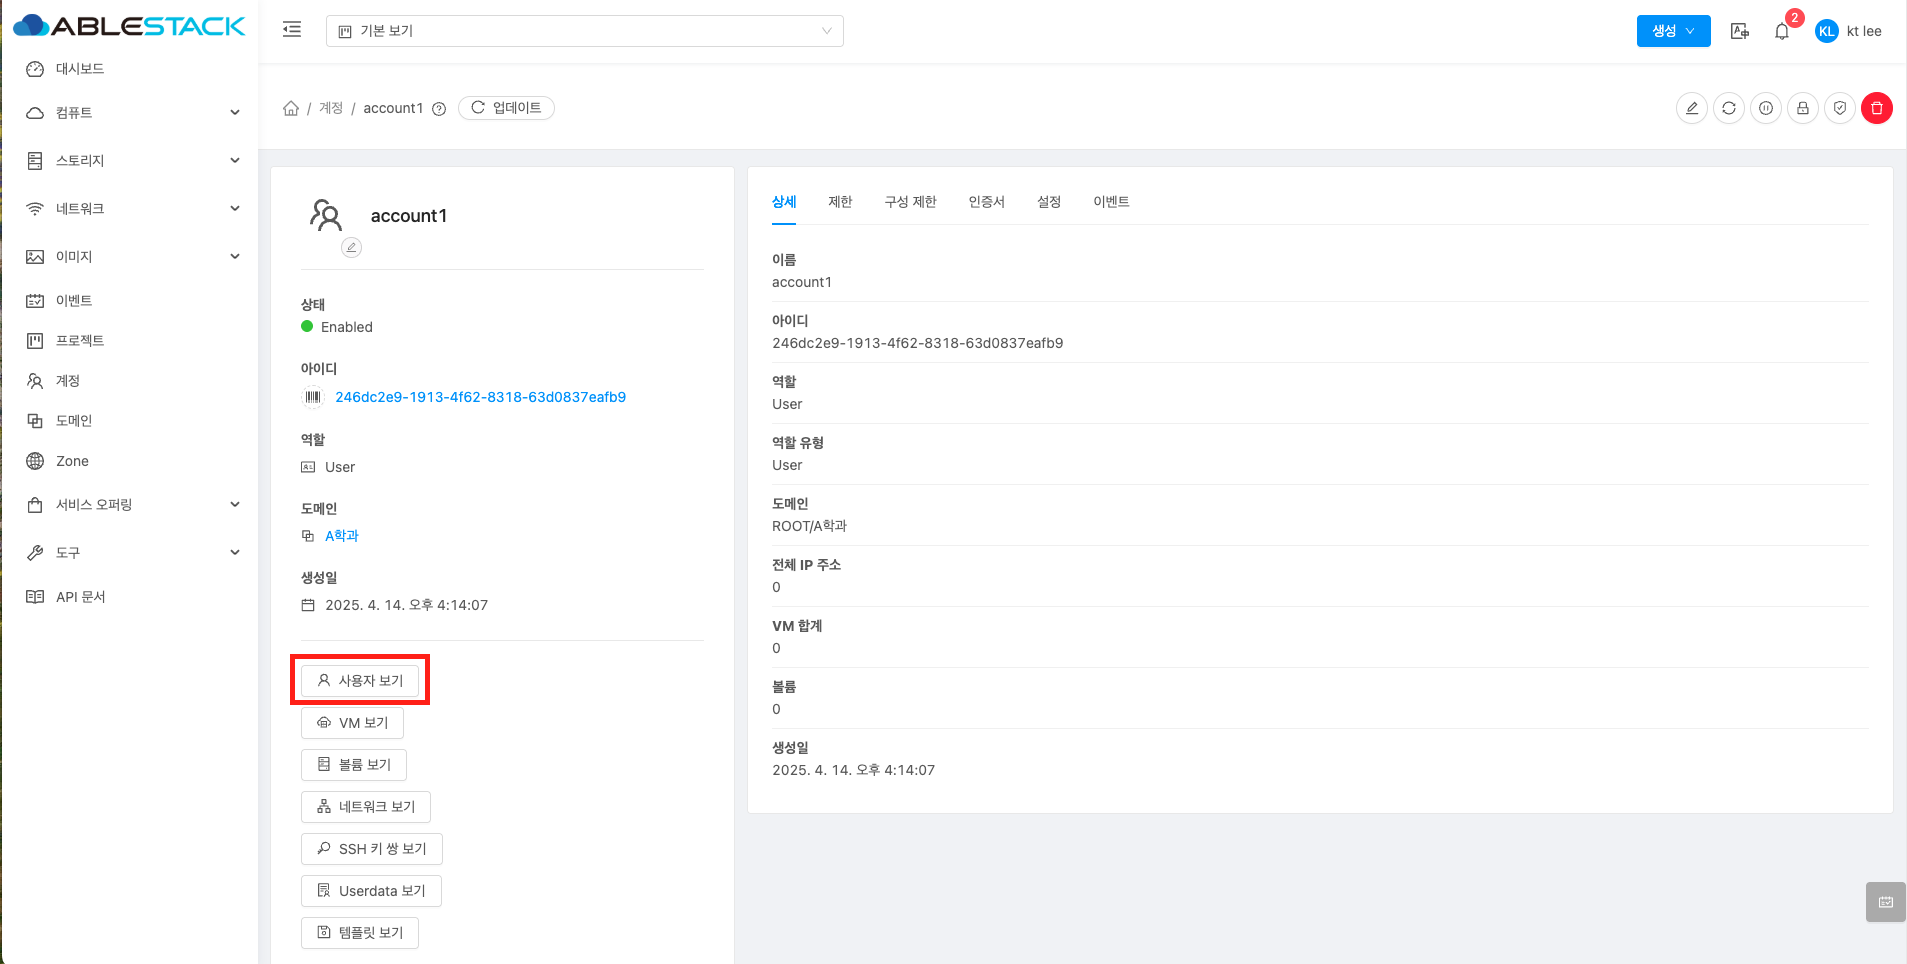 ABLESTACK
기본 보기
생성
2
KL
kt lee
대시보드
컴퓨트
스토리지
네트워크
이미지
이벤트
프로젝트
계정
도메인
Zone
서비스 오퍼링
도구
API 문서
/ 계정 / account1
업데이트
account1
상태
Enabled
아이디
246dc2e9-1913-4f62-8318-63d0837eafb9
역할
User
도메인
A학과
생성일
2025. 4. 14. 오후 4:14:07
사용자 보기
VM 보기
볼륨 보기
네트워크 보기
SSH 키 쌍 보기
Userdata 보기
템플릿 보기
상세 제한 구성 제한 인증서 설정 이벤트
이름
account1
아이디
246dc2e9-1913-4f62-8318-63d0837eafb9
역할
User
역할 유형
User
도메인
ROOT/A학과
전체 IP 주소
0
VM 합계
0
볼륨
0
생성일
2025. 4. 14. 오후 4:14:07